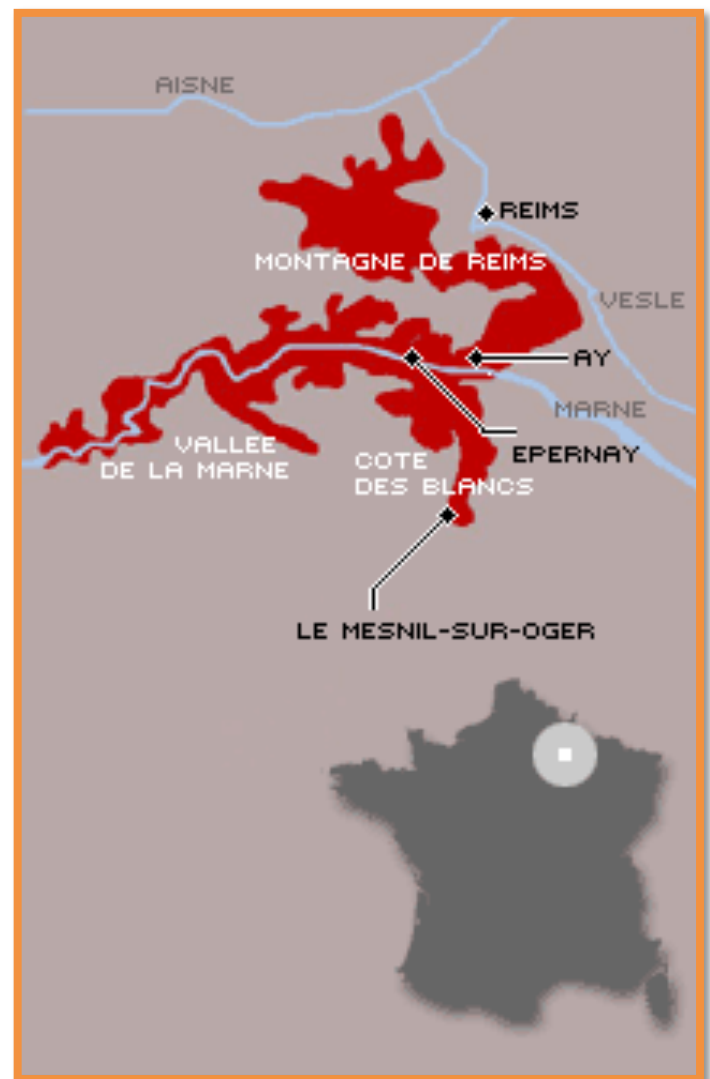 AISNE
REIMS
MONTAGNE DE REIMS
VESLE
AY
MARNE
VALLEE
DE LA MARNE
COTE
DES BLANCS
EPERNAY
LE MESNIL-SUR-OGER